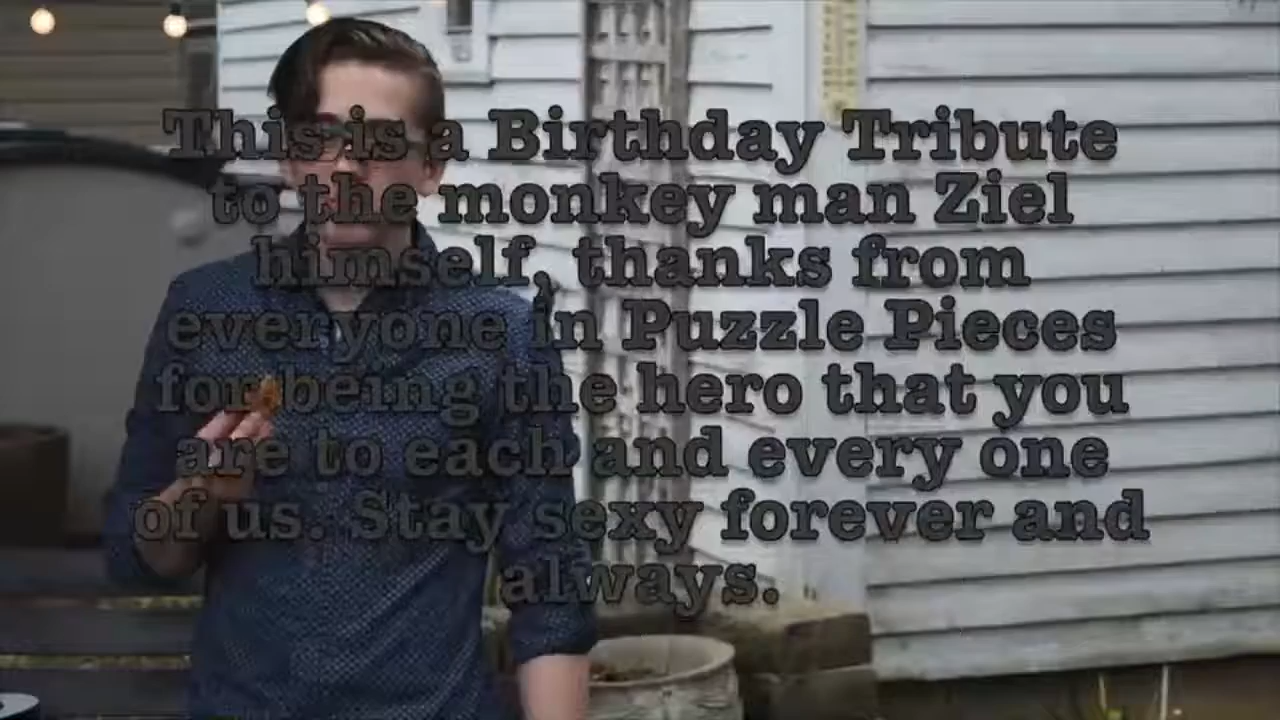 This is a Birthday Tribute
to the monkey man Ziel
himself, thanks from
everyone in Puzzle Pieces
for being the hero that you
are to each and every one
of us. Stay sexy forever and
always.